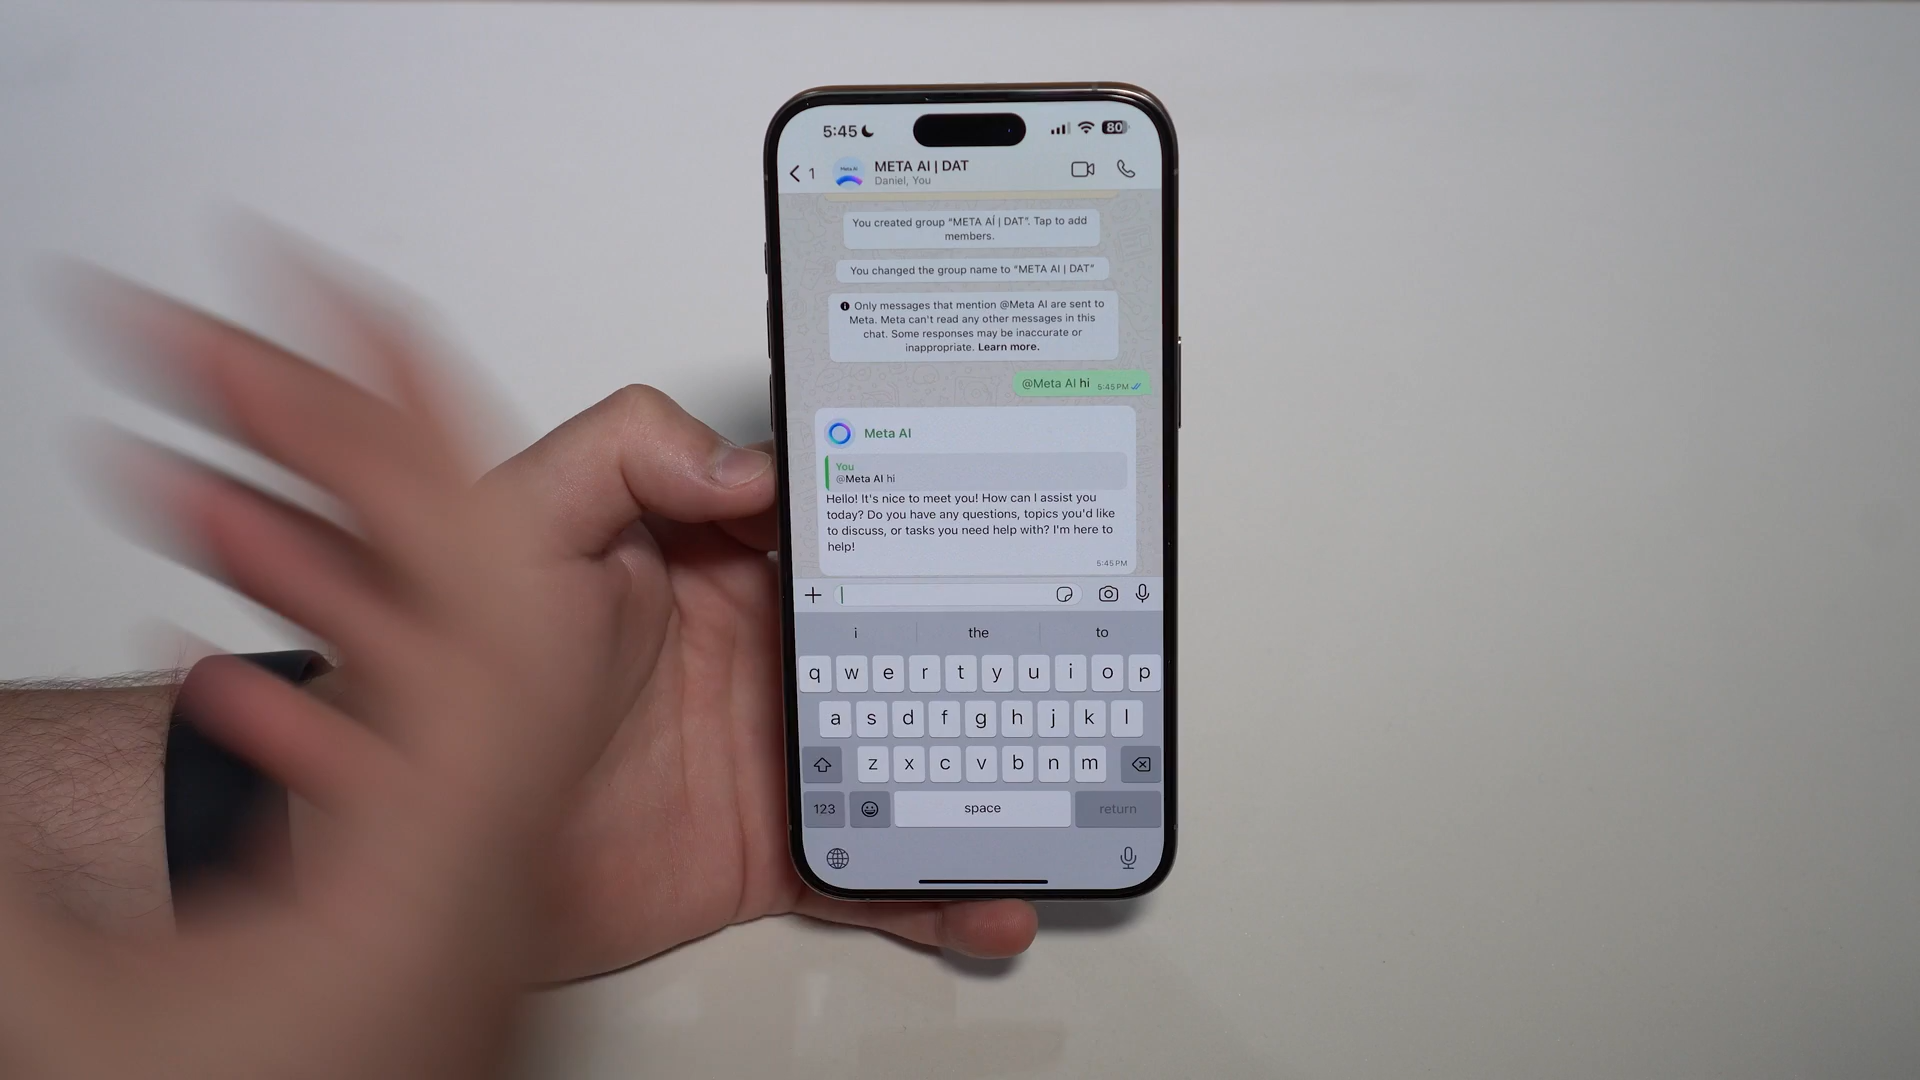 5:45
80
1
META AI | DAT
Daniel, You
You created group “META AI | DAT”. Tap to add
members.
You changed the group name to “META AI | DAT”
Only messages that mention @Meta AI are sent to
Meta. Meta can't read any other messages in this
chat. Some responses may be inaccurate or
inappropriate. Learn more.
@Meta AI hi 5:45 PM
Meta AI
You
@Meta AI hi
Hello! It's nice to meet you! How can I assist you
today? Do you have any questions, topics you'd like
to discuss, or tasks you need help with? I'm here to
help!
5:45 PM
i the to
q w e r t y u i o p
a s d f g h j k l
z x c v b n m
123 space return